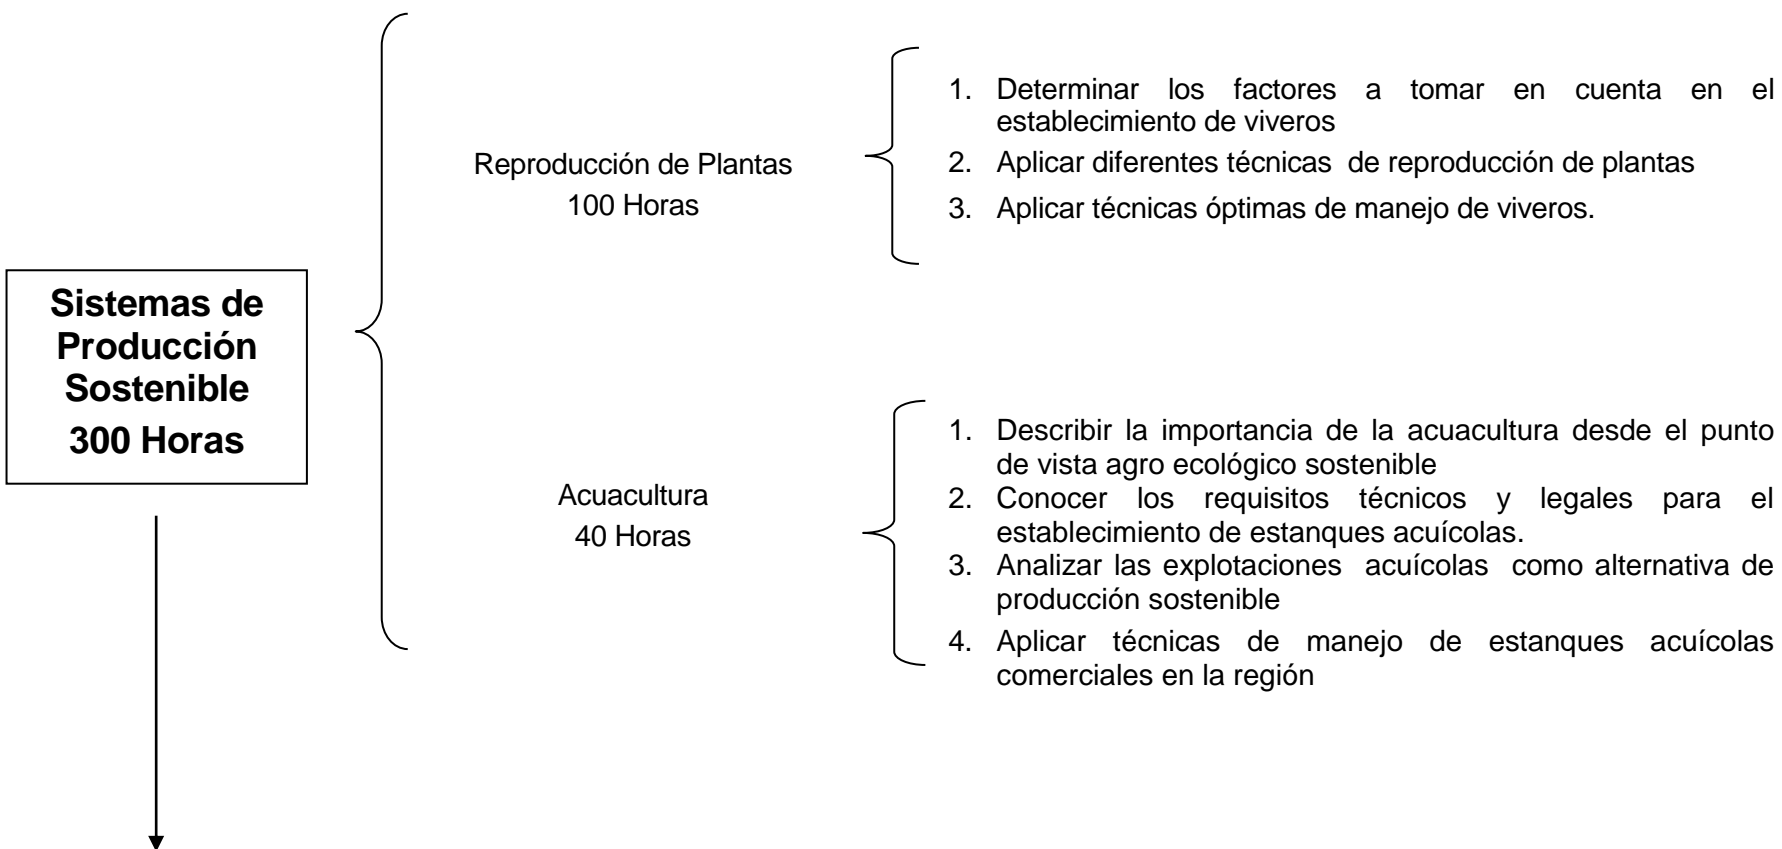 Reproducción de Plantas
100 Horas
1. Determinar los factores a tomar en cuenta en el
establecimiento de viveros
2. Aplicar diferentes técnicas de reproducción de plantas
3. Aplicar técnicas óptimas de manejo de viveros.
Sistemas de
Producción
Sostenible
300 Horas
Acuacultura
40 Horas
1. Describir la importancia de la acuacultura desde el punto
de vista agro ecológico sostenible
2. Conocer los requisitos técnicos y legales para el
establecimiento de estanques acuícolas.
3. Analizar las explotaciones acuícolas como alternativa de
producción sostenible
4. Aplicar técnicas de manejo de estanques acuícolas
comerciales en la región